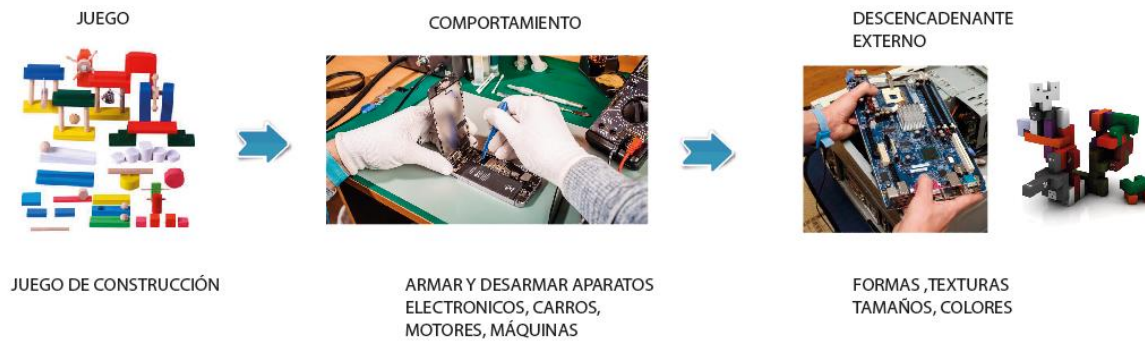 JUEGO
COMPORTAMIENTO
DESCENCADENANTE
EXTERNO
JUEGO DE CONSTRUCCIÓN
ARMAR Y DESARMAR APARATOS
ELECTRONICOS, CARROS,
MOTORES, MÁQUINAS
FORMAS ,TEXTURAS
TAMAÑOS, COLORES